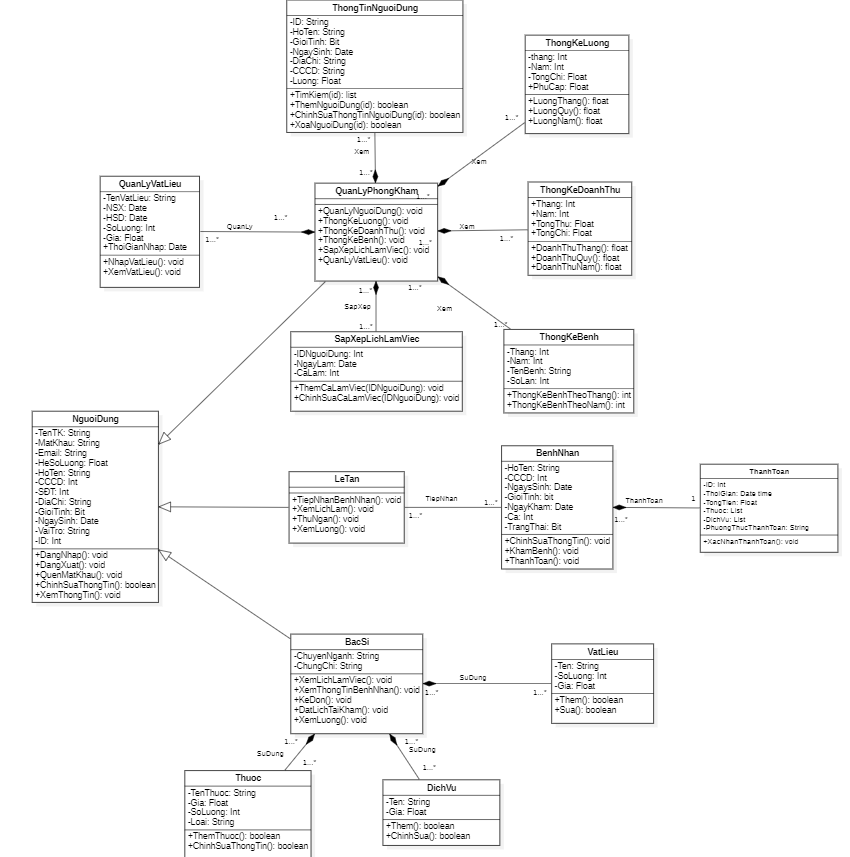 ThongTinNguoiDung
-ID: String
-HoTen: String
-GioiTinh: Bit
-NgaySinh: Date
-DiaChi: String
-CCCD: String
-Luong: Float
+TimKiem(id): list
+ThemNguoiDung(id): boolean
+ChinhSuaThongTinNguoiDung(id): boolean
+XoaNguoiDung(id): boolean
ThongKeLuong
-thang: Int
-Nam: Int
-TongChi: Float
+PhuCap: Float
+LuongThang(): float
+LuongQuy(): float
+LuongNam(): float
1...*
Xem
1...*
1...*
Xem
QuanLyVatLieu
-TenVatLieu: String
-NSX: Date
-HSD: Date
-SoLuong: Int
-Gia: Float
+ThoiGianNhap: Date
+NhapVatLieu(): void
+XemVatLieu(): void
1...*
QuanLy
1...*
QuanLyPhongKham
+QuanLyNguoiDung(): void
+ThongKeLuong(): void
+ThongKeDoanhThu(): void
+ThongKeBenh(): void
+SapXepLichLamViec(): void
+QuanLyVatLieu(): void
1...*
Xem
1...*
ThongKeDoanhThu
+Thang: Int
+Nam: Int
+TongThu: Float
+TongChi: Float
+DoanhThuThang(): float
+DoanhThuQuy(): float
+DoanhThuNam(): float
1...*
SapXep
1...*
1...*
Xem
1...*
SapXepLichLamViec
-IDNguoiDung: Int
-NgayLam: Date
-CaLam: Int
+ThemCaLamViec(IDNguoiDung): void
+ChinhSuaCaLamViec(IDNguoiDung): void
ThongKeBenh
-Thang: Int
-Nam: Int
-TenBenh: String
-SoLan: Int
+ThongKeBenhTheoThang(): int
+ThongKeBenhTheoNam(): int
NguoiDung
-TenTK: String
-MatKhau: String
-Email: String
-HeSoLuong: Float
-HoTen: String
-CCCD: Int
-SĐT: Int
-DiaChi: String
-GioiTinh: Bit
-NgaySinh: Date
-VaiTro: String
-ID: Int
+DangNhap(): void
+DangXuat(): void
+QuenMatKhau(): void
+ChinhSuaThongTin(): boolean
+XemThongTin(): void
LeTan
+TiepNhanBenhNhan(): void
+XemLichLam(): void
+ThuNgan(): void
+XemLuong(): void
TiepNhan
1...*
1...*
BenhNhan
-HoTen: String
-CCCD: Int
-NgaysSinh: Date
-GioiTinh: bit
-NgayKham: Date
-Ca: Int
-TrangThai: Bit
+ChinhSuaThongTin(): void
+KhamBenh(): void
+ThanhToan(): void
ThanhToan
1
1...*
ThanhToan
-ID: Int
-ThoiGian: Date time
-TongTien: Float
-Thuoc: List
-DichVu: List
-PhuongThucThanhToan: String
+XacNhanThanhToan(): void
BacSi
-ChuyenNganh: String
-ChungChi: String
+XemLichLamViec(): void
+XemThongTinBenhNhan(): void
+KeDon(): void
+DatLichTaiKham(): void
+XemLuong(): void
SuDung
1...*
1...*
VatLieu
-Ten: String
-SoLuong: Int
-Gia: Float
+Them(): boolean
+Sua(): boolean
1...*
SuDung
1...*
1...*
SuDung
1...*
Thuoc
-TenThuoc: String
-Gia: Float
-SoLuong: Int
-Loai: String
+ThemThuoc(): boolean
+ChinhSuaThongTin(): boolean
DichVu
-Ten: String
-Gia: Float
+Them(): boolean
+ChinhSua(): boolean